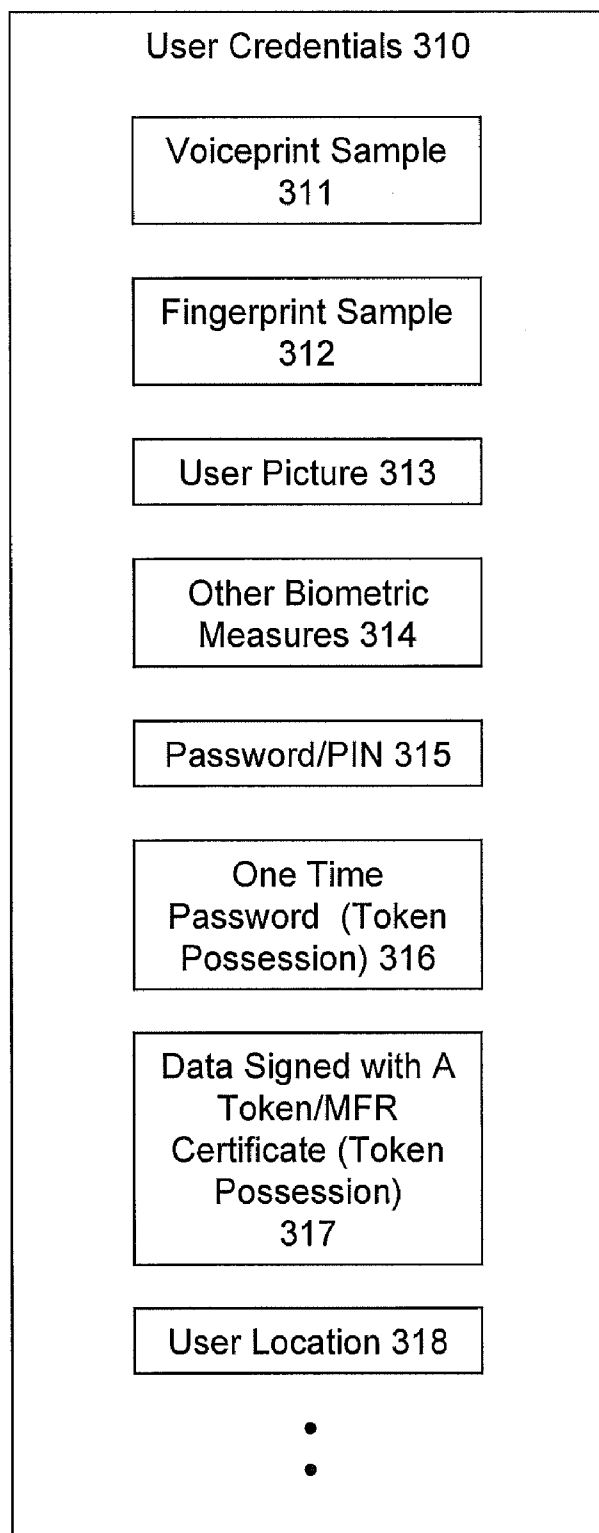 User Credentials 310
Voiceprint Sample
311
Fingerprint Sample
312
User Picture 313
Other Biometric
Measures 314
Password/PIN 315
One Time
Password (Token
Possession) 316
Data Signed with A
Token/MFR
Certificate (Token
Possession)
317
User Location 318